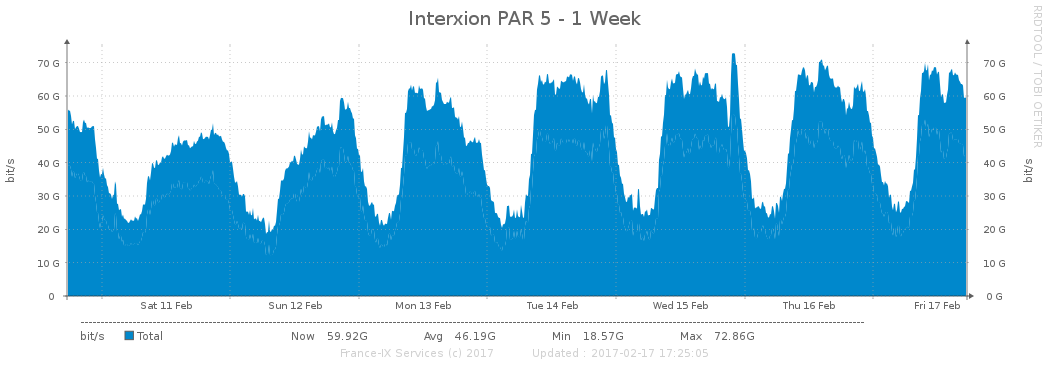 Interxion PAR 5 - 1 Week
RRDTOOL / TOBI OETIKER
bit/s
70 G 70 G
60 G 60 G
50 G 50 G
40 G 40 G
30 G 30 G
20 G 20 G
10 G 10 G
0 0 G
bit/s
Sat 11 Feb Sun 12 Feb Mon 13 Feb Tue 14 Feb Wed 15 Feb Thu 16 Feb Fri 17 Feb
bit/s Total Now 59.92G Avg 46.19G Min 18.57G Max 72.86G
France-IX Services (c) 2017 Updated : 2017-02-17 17:25:05